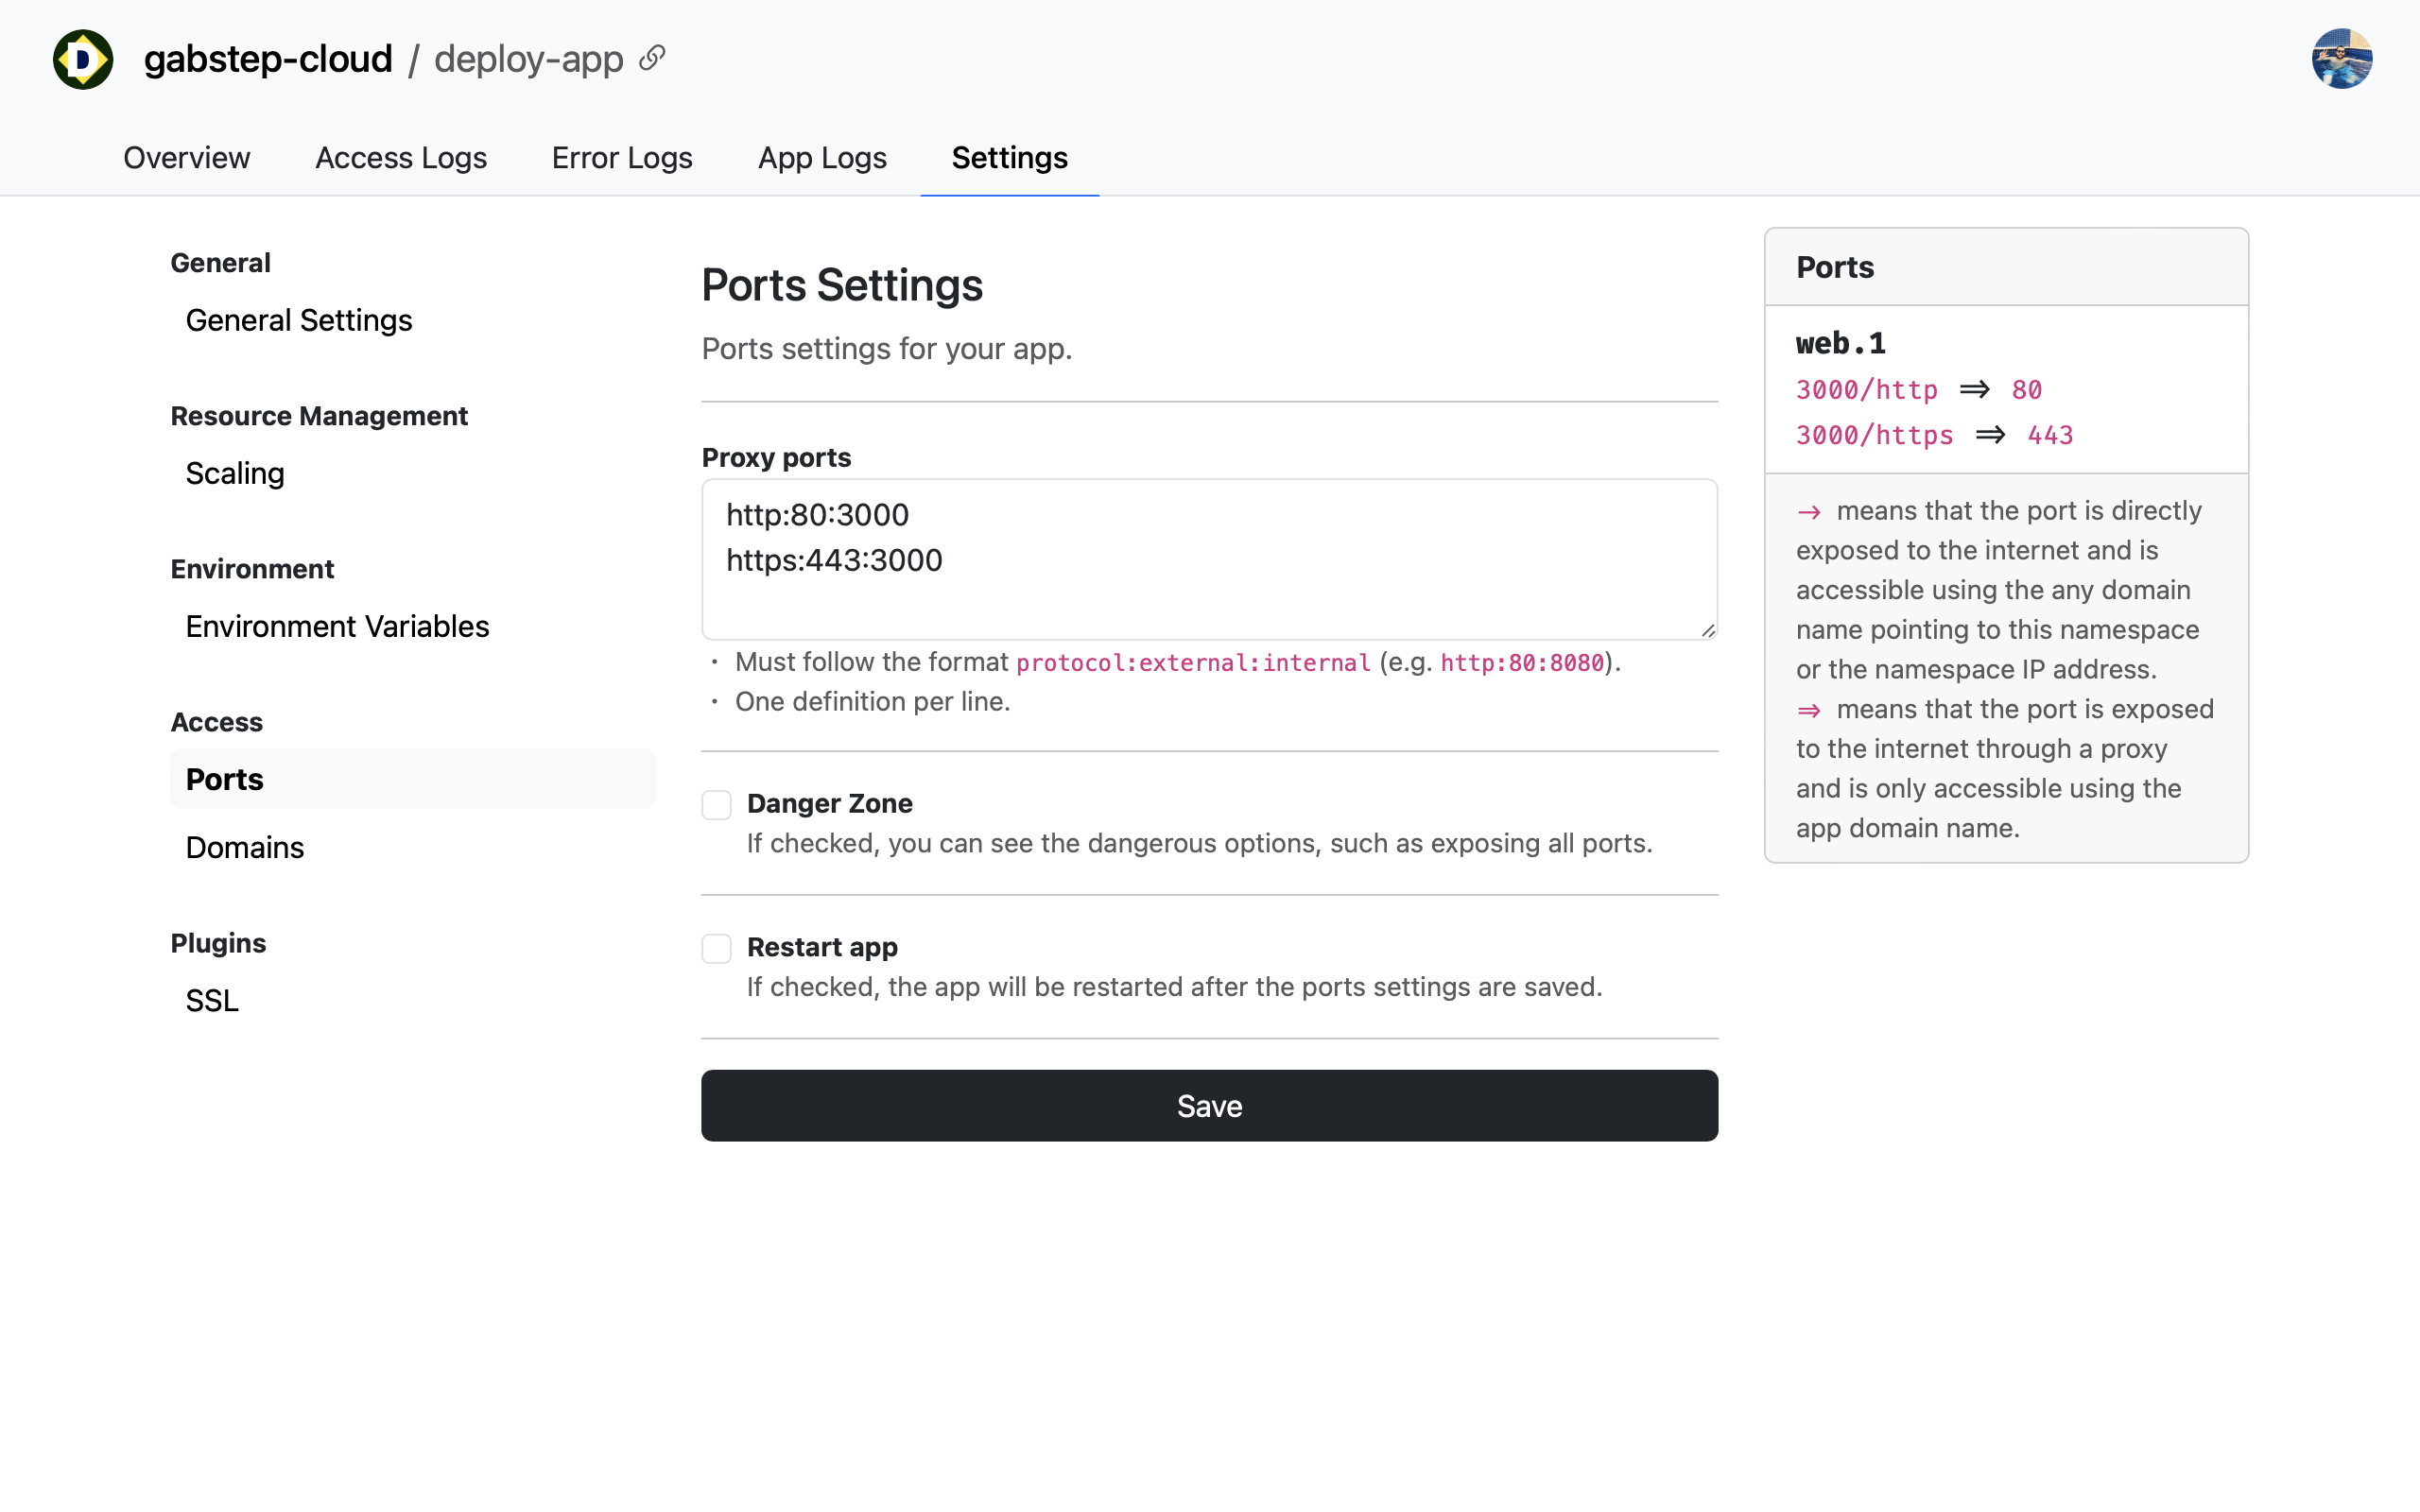 D gabstep-cloud / deploy-app
Overview Access Logs Error Logs App Logs Settings
General
General Settings
Resource Management
Scaling
Environment
Environment Variables
Access
Ports
Domains
Plugins
SSL
Ports Settings
Ports settings for your app.
Proxy ports
http:80:3000
https:443:3000
· Must follow the format protocol:external:internal (e.g. http:80:8080).
· One definition per line.
Danger Zone
If checked, you can see the dangerous options, such as exposing all ports.
Restart app
If checked, the app will be restarted after the ports settings are saved.
Save
Ports
web.1
3000/http ⇒ 80
3000/https ⇒ 443
→ means that the port is directly
exposed to the internet and is
accessible using the any domain
name pointing to this namespace
or the namespace IP address.
⇒ means that the port is exposed
to the internet through a proxy
and is only accessible using the
app domain name.